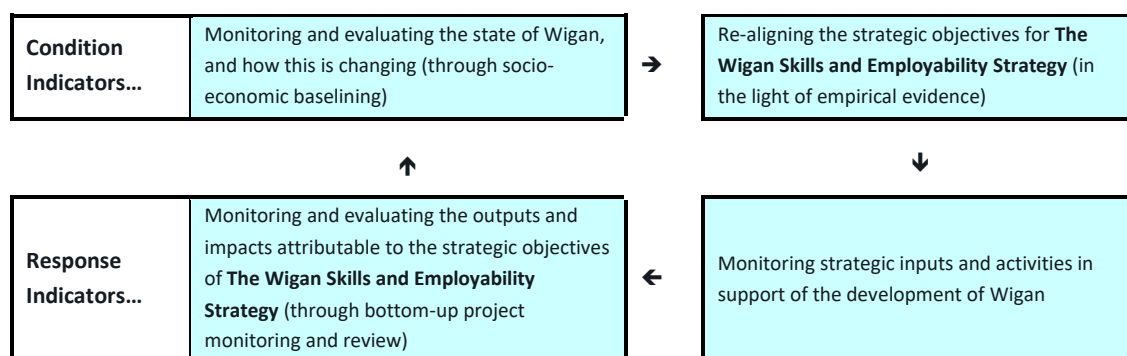 Condition
Indicators…
Monitoring and evaluating the state of Wigan,
and how this is changing (through socio-
economic baselining)
➔
Re-aligning the strategic objectives for The
Wigan Skills and Employability Strategy (in
the light of empirical evidence)
↑
↓
Response
Indicators…
Monitoring and evaluating the outputs and
impacts attributable to the strategic objectives
of The Wigan Skills and Employability
Strategy (through bottom-up project
monitoring and review)
←
Monitoring strategic inputs and activities in
support of the development of Wigan